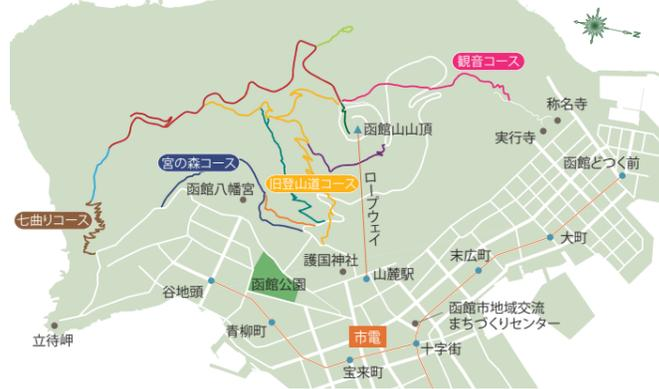 N
観音コース
称名寺
実行寺
函館山山頂
函館どつく前
宮の森コース
函館八幡宮
旧登山道コース
ロープウェイ
七曲りコース
大町
末広町
護国神社
山麓駅
函館公園
谷地頭
函館市地域交流
まちづくりセンター
立待岬
青柳町
市電
十字街
宝来町